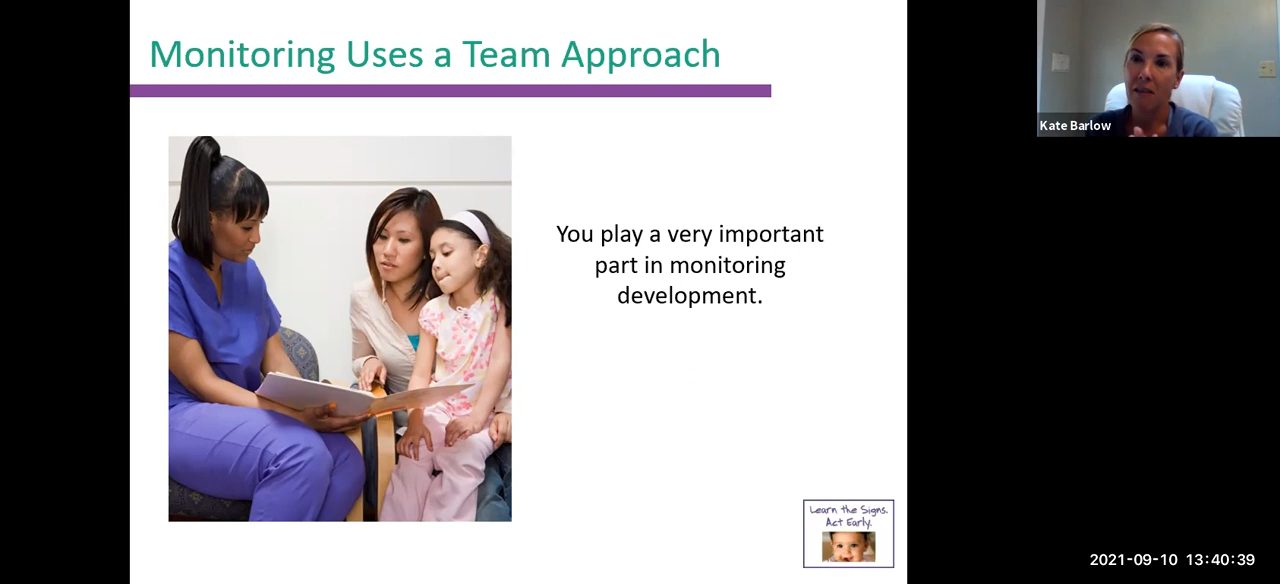 Monitoring Uses a Team Approach
Kate Barlow
You play a very important
part in monitoring
development.
Learn the Signs.
Act Early.
2021-09-10 13:40:39